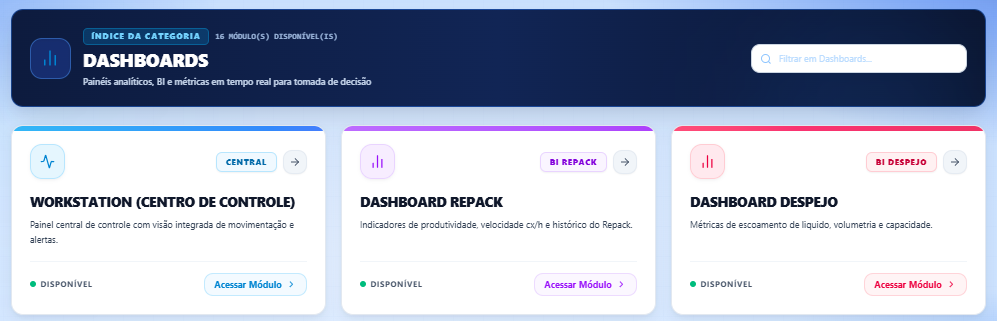 ÍNDICE DA CATEGORIA 16 MÓDULO(S) DISPONÍVEL(IS)
DASHBOARDS
Painéis analíticos, BI e métricas em tempo real para tomada de decisão
Filtrar em Dashboards...
CENTRAL
WORKSTATION (CENTRO DE CONTROLE)
Painel central de controle com visão integrada de movimentação e
alertas.
DISPONÍVEL
Acessar Módulo
BI REPACK
DASHBOARD REPACK
Indicadores de produtividade, velocidade cx/h e histórico do Repack.
DISPONÍVEL
Acessar Módulo
BI DESPEJO
DASHBOARD DESPEJO
Métricas de escoamento de líquido, volumetria e capacidade.
DISPONÍVEL
Acessar Módulo